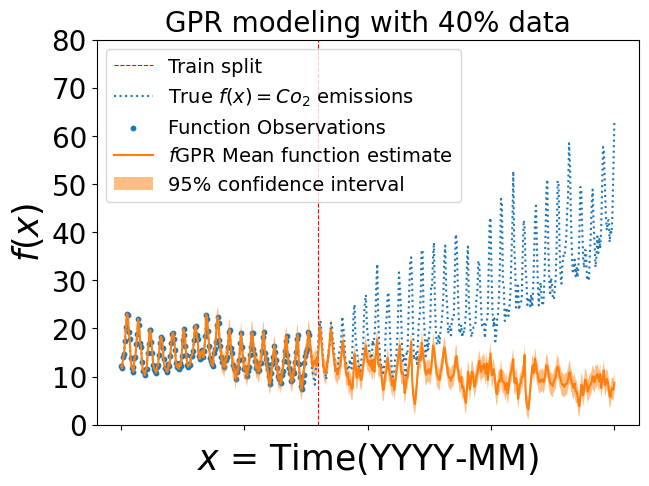 GPR modeling with 40% data
80
70
60
50
40
30
20
10
0
f(x)
Train split
True f(x) = Co₂ emissions
Function Observations
fGPR Mean function estimate
95% confidence interval
x = Time(YYYY-MM)